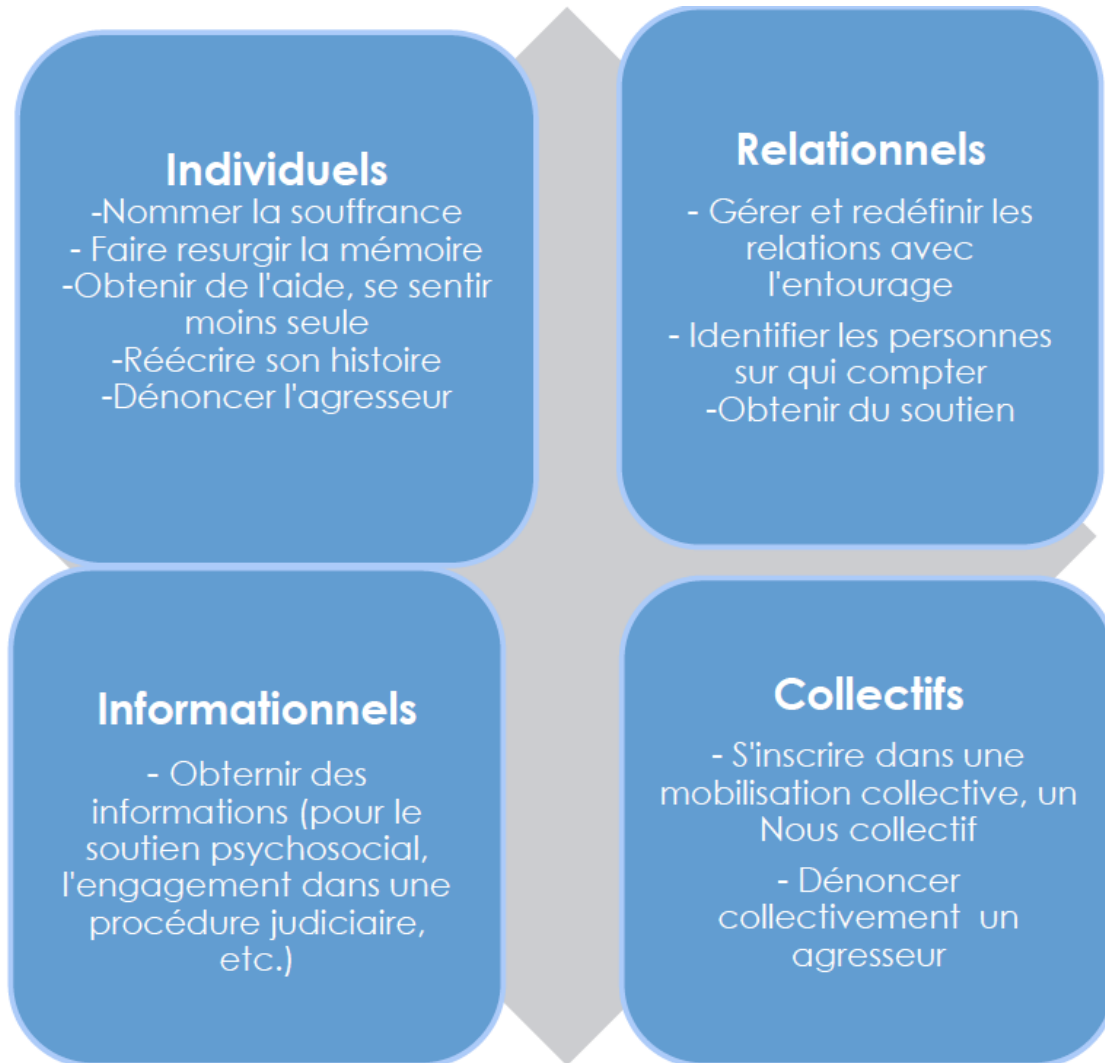 Individuels
-Nommer la souffrance
- Faire resurgir la mémoire
-Obtenir de l'aide, se sentir
moins seule
-Réécrire son histoire
-Dénoncer l'agresseur
Relationnels
- Gérer et redéfinir les
relations avec
l'entourage
- Identifier les personnes
sur qui compter
-Obtenir du soutien
Informationnels
- Obternir des
informations (pour le
soutien psychosocial,
l'engagement dans une
procédure judiciaire,
etc.)
Collectifs
- S'inscrire dans une
mobilisation collective, un
Nous collectif
- Dénoncer
collectivement un
agresseur